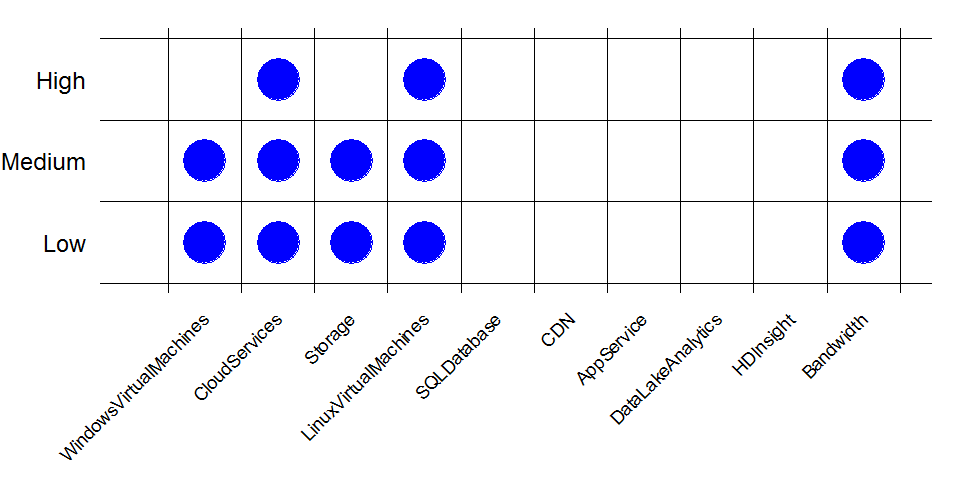 High
Medium
Low
WindowsVirtualMachines
CloudServices
Storage
LinuxVirtualMachines
SQLDatabase
CDN
AppService
DataLakeAnalytics
HDInsight
Bandwidth